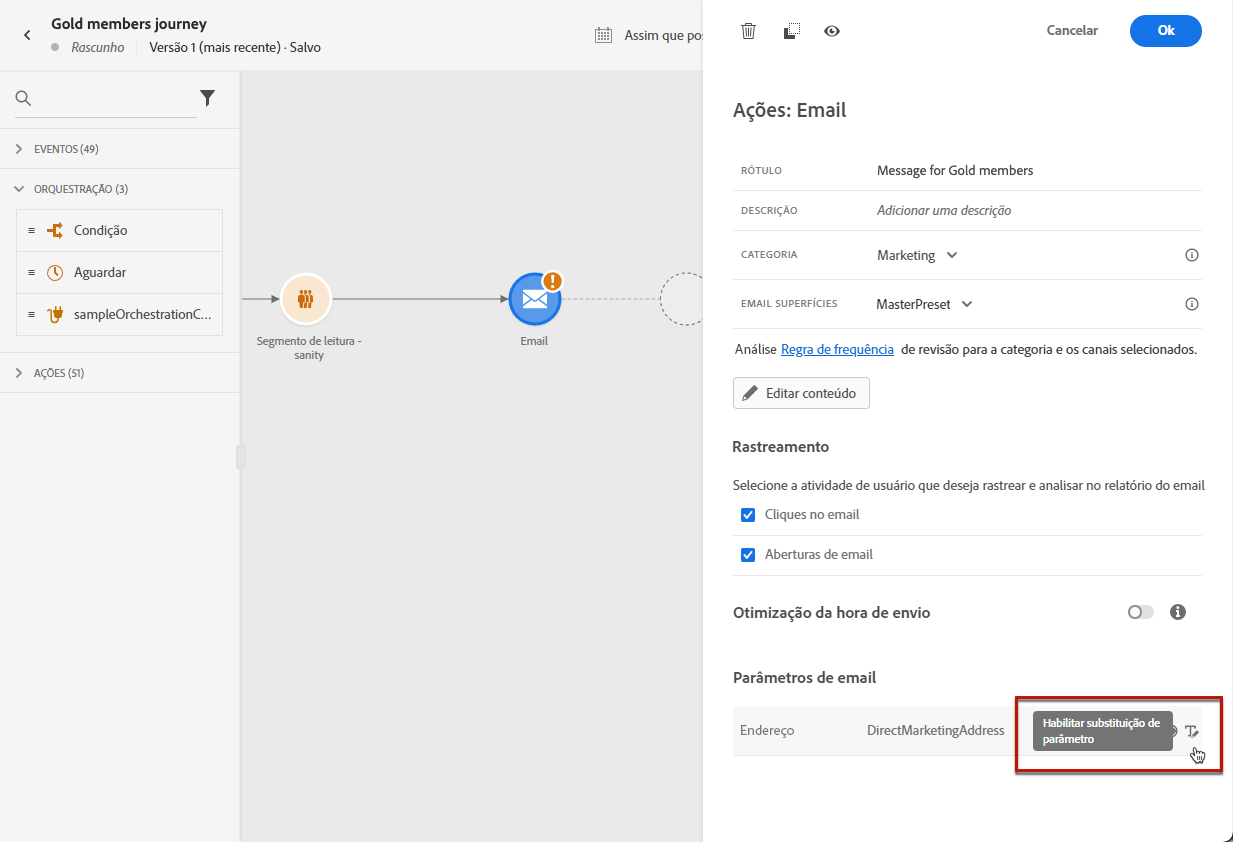 Gold members journey
Rascunho
Versão 1 (mais recente) · Salvo
Assim que pos
EVENTOS (49)
ORQUESTRAÇÃO (3)
Condição
Aguardar
sampleOrchestrationC...
AÇÕES (51)
Segmento de leitura -
sanity
Email
Cancelar
Ok
Ações: Email
RÓTULO
Message for Gold members
DESCRIÇÃO
Adicionar uma descrição
CATEGORIA
Marketing
EMAIL SUPERFÍCIES
MasterPreset
Análise Regra de frequência de revisão para a categoria e os canais selecionados.
Editar conteúdo
Rastreamento
Selecione a atividade de usuário que deseja rastrear e analisar no relatório do email
Cliques no email
Aberturas de email
Otimização da hora de envio
Parâmetros de email
Endereço
DirectMarketingAddress
Habilitar substituição de
parâmetro